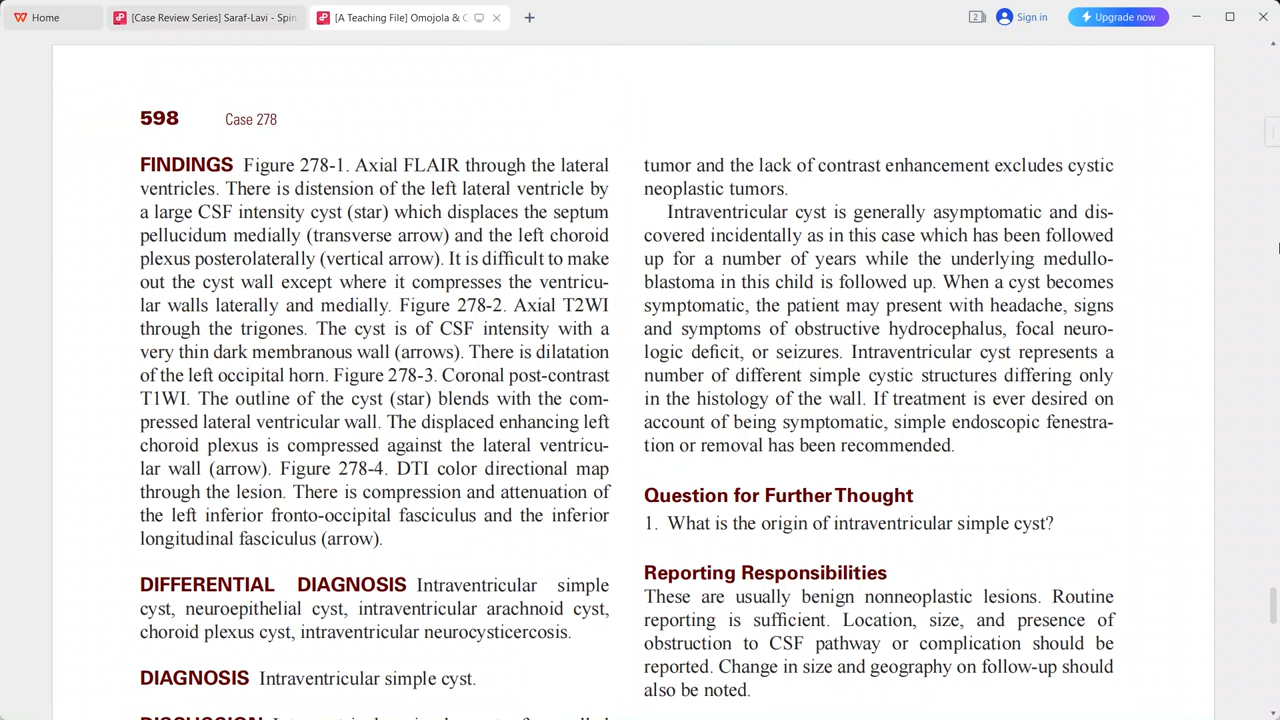 Home
[Case Review Series] Saraf-Lavi - Spin
[A Teaching File] Omojola & C
2
Sign in
Upgrade now
598 Case 278
FINDINGS Figure 278-1. Axial FLAIR through the lateral
ventricles. There is distension of the left lateral ventricle by
a large CSF intensity cyst (star) which displaces the septum
pellucidum medially (transverse arrow) and the left choroid
plexus posterolaterally (vertical arrow). It is difficult to make
out the cyst wall except where it compresses the ventricu-
lar walls laterally and medially. Figure 278-2. Axial T2WI
through the trigones. The cyst is of CSF intensity with a
very thin dark membranous wall (arrows). There is dilatation
of the left occipital horn. Figure 278-3. Coronal post-contrast
T1WI. The outline of the cyst (star) blends with the com-
pressed lateral ventricular wall. The displaced enhancing left
choroid plexus is compressed against the lateral ventricu-
lar wall (arrow). Figure 278-4. DTI color directional map
through the lesion. There is compression and attenuation of
the left inferior fronto-occipital fasciculus and the inferior
longitudinal fasciculus (arrow).
DIFFERENTIAL DIAGNOSIS Intraventricular simple
cyst, neuroepithelial cyst, intraventricular arachnoid cyst,
choroid plexus cyst, intraventricular neurocysticercosis.
DIAGNOSIS Intraventricular simple cyst.
tumor and the lack of contrast enhancement excludes cystic
neoplastic tumors.
Intraventricular cyst is generally asymptomatic and dis-
covered incidentally as in this case which has been followed
up for a number of years while the underlying medullo-
blastoma in this child is followed up. When a cyst becomes
symptomatic, the patient may present with headache, signs
and symptoms of obstructive hydrocephalus, focal neuro-
logic deficit, or seizures. Intraventricular cyst represents a
number of different simple cystic structures differing only
in the histology of the wall. If treatment is ever desired on
account of being symptomatic, simple endoscopic fenestra-
tion or removal has been recommended.
Question for Further Thought
1. What is the origin of intraventricular simple cyst?
Reporting Responsibilities
These are usually benign nonneoplastic lesions. Routine
reporting is sufficient. Location, size, and presence of
obstruction to CSF pathway or complication should be
reported. Change in size and geography on follow-up should
also be noted.